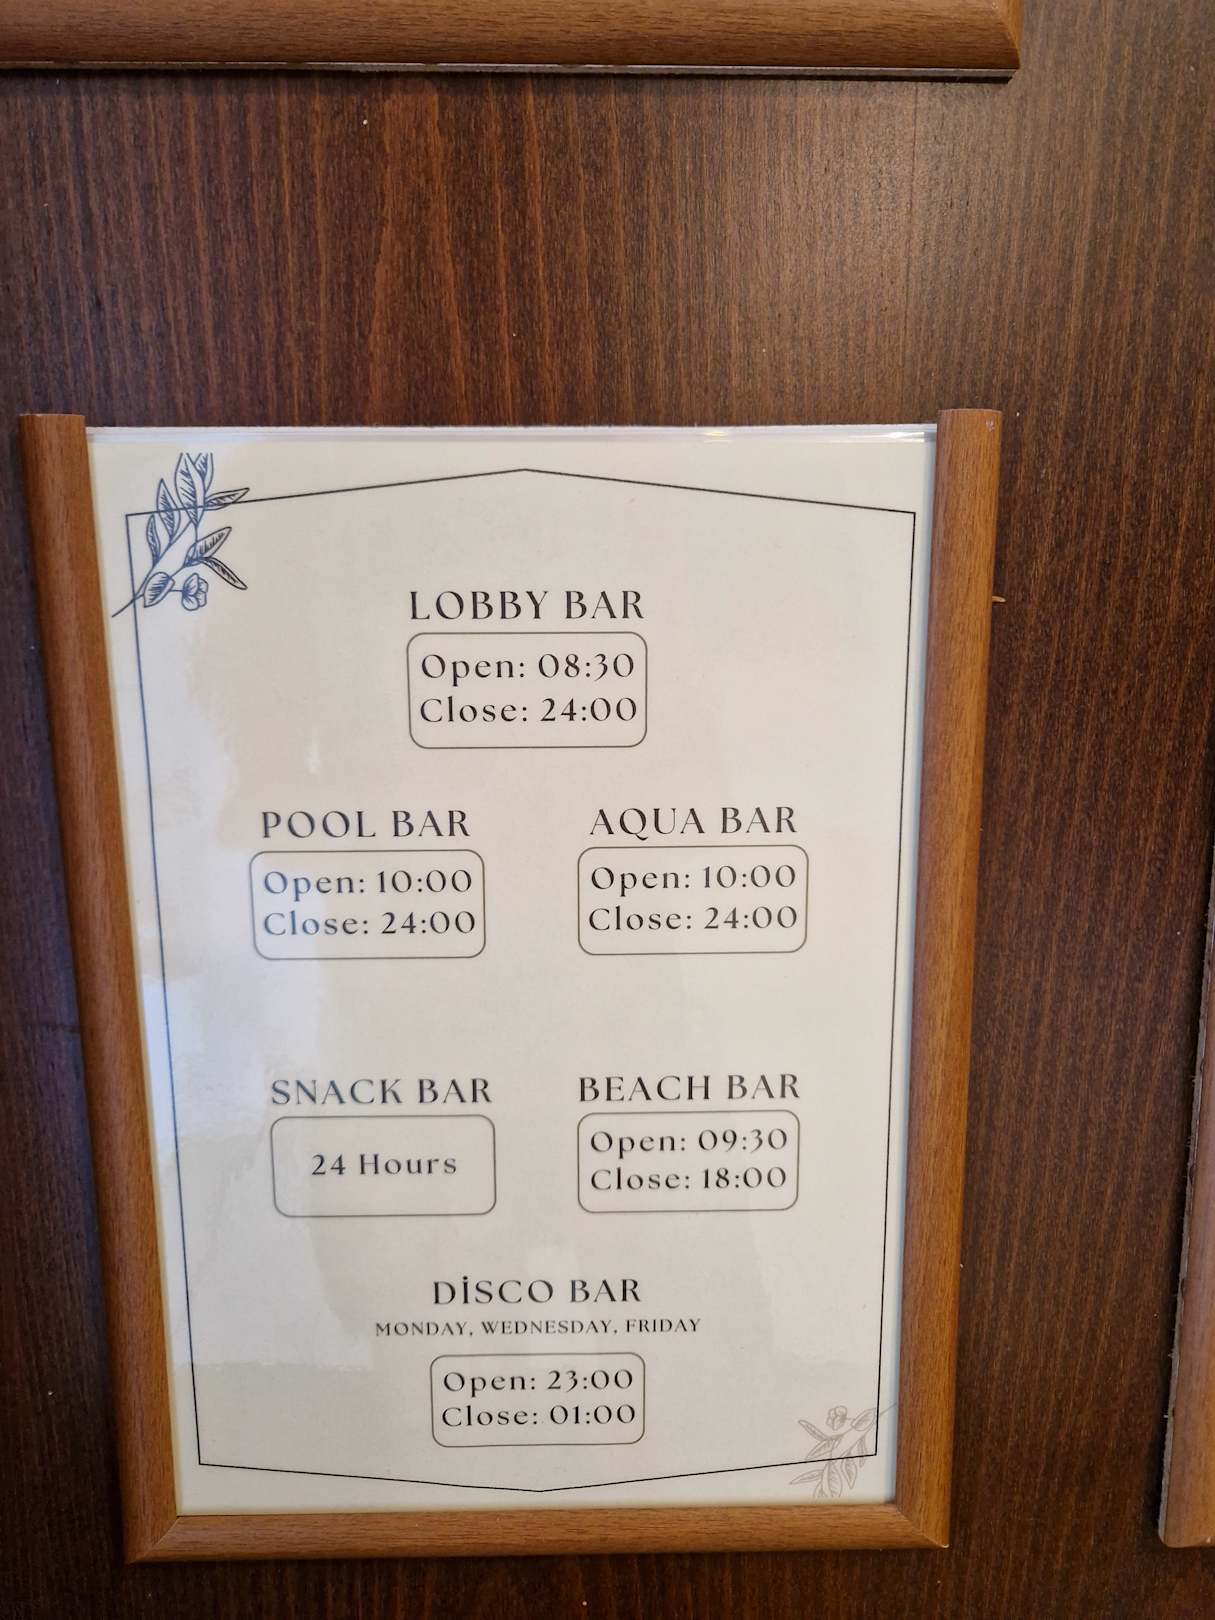 LOBBY BAR
Open: 08:30
Close: 24:00
POOL BAR
Open: 10:00
Close: 24:00
AQUA BAR
Open: 10:00
Close: 24:00
SNACK BAR
24 Hours
BEACH BAR
Open: 09:30
Close: 18:00
DİSCO BAR
MONDAY, WEDNESDAY, FRIDAY
Open: 23:00
Close: 01:00